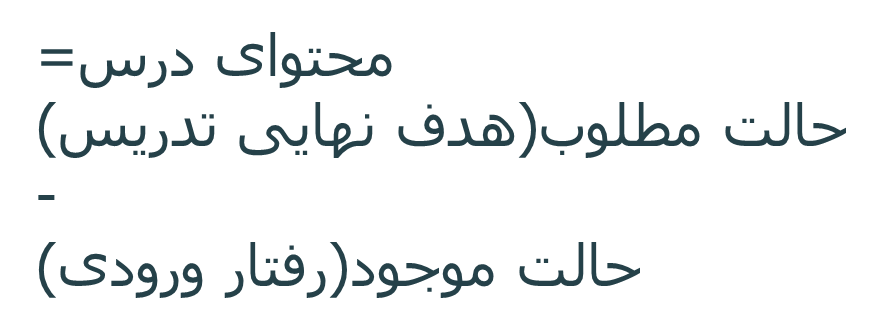 محتوای درس=
حالت مطلوب(هدف نهایی تدریس)
-
حالت موجود(رفتار ورودی)